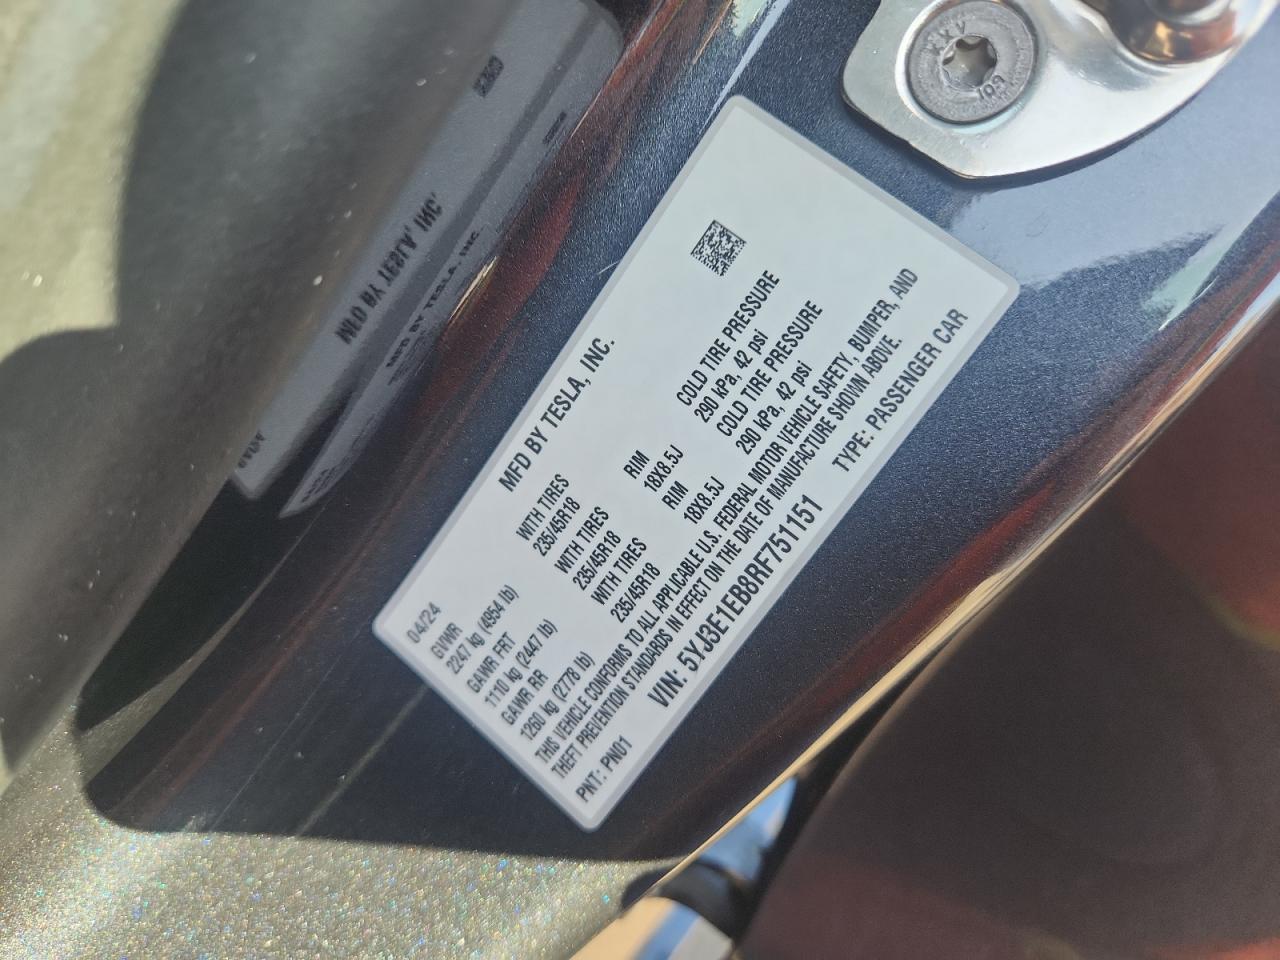 MFD BY TESLA, INC.
04/24
GVWR WITH TIRES
2247 kg (4954 lb) 235/45R18
GAWR FRT WITH TIRES RIM COLD TIRE PRESSURE
1110 kg (2447 lb) 235/45R18 18X8.5J 290 kPa, 42 psi
GAWR RR WITH TIRES RIM COLD TIRE PRESSURE
1260 kg (2778 lb) 235/45R18 18X8.5J 290 kPa, 42 psi
THIS VEHICLE CONFORMS TO ALL APPLICABLE U.S. FEDERAL MOTOR VEHICLE SAFETY, BUMPER, AND
THEFT PREVENTION STANDARDS IN EFFECT ON THE DATE OF MANUFACTURE SHOWN ABOVE.
PNT: PN01 VIN: 5YJ3E1EB8RF751151 TYPE: PASSENGER CAR
MFD BY TESLA, INC.
109